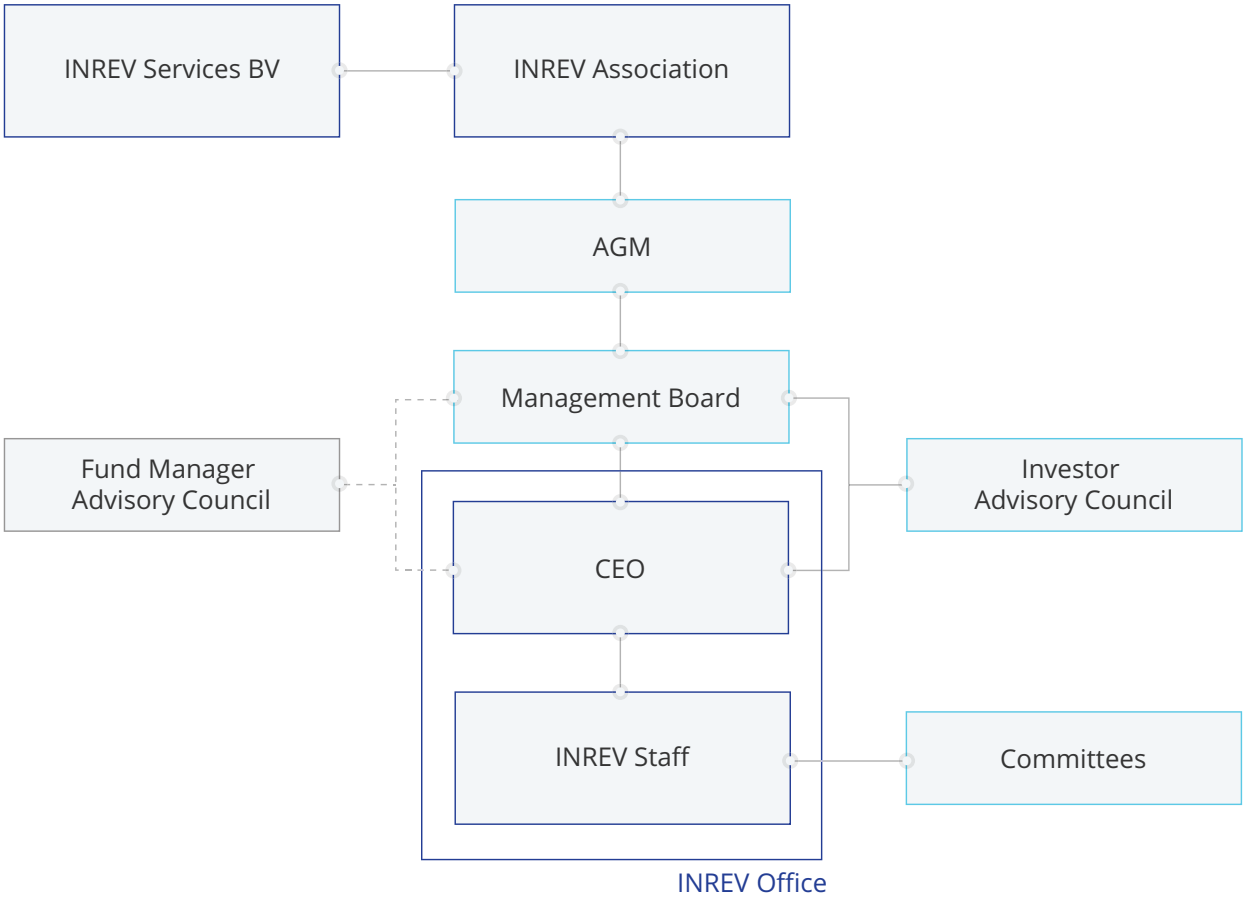 INREV Services BV
INREV Association
AGM
Management Board
Fund Manager
Advisory Council
Investor
Advisory Council
CEO
INREV Staff
Committees
INREV Office